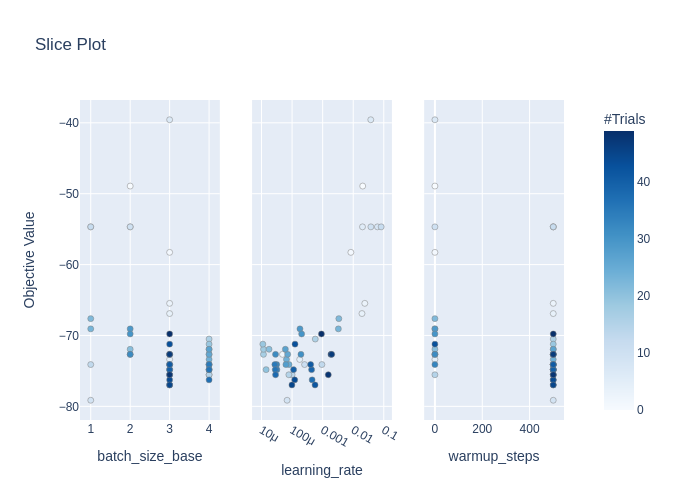 Slice Plot
#Trials
Objective Value
−40
−50
−60
−70
−80
1 2 3 4
batch_size_base
10μ 100μ 0.001 0.01 0.1
learning_rate
0 200 400
warmup_steps
40
30
20
10
0